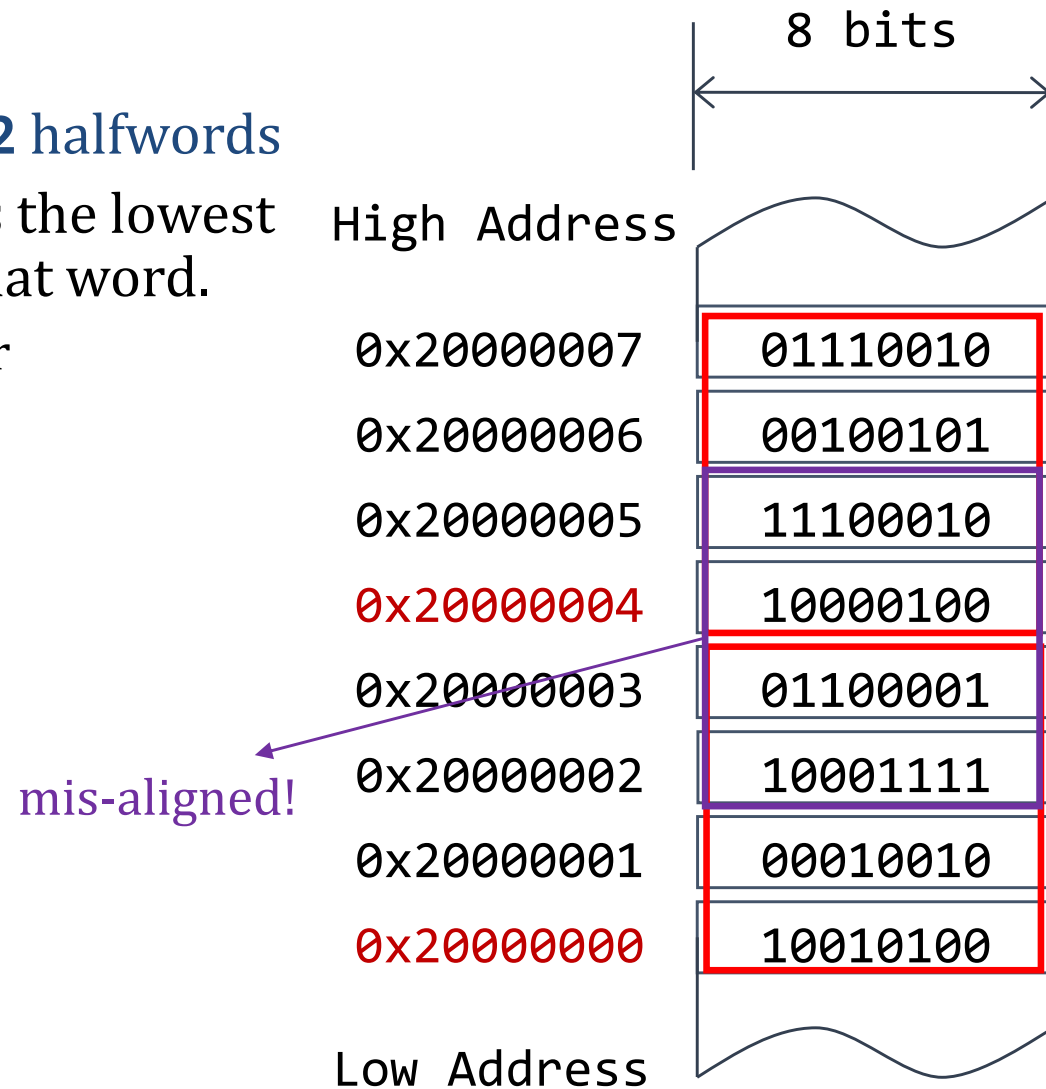 8 bits
2 halfwords
s the lowest
hat word.
r
High Address
0x20000007 01110010
0x20000006 00100101
0x20000005 11100010
0x20000004 10000100
0x20000003 01100001
0x20000002 10001111
mis-aligned!
0x20000001 00010010
0x20000000 10010100
Low Address